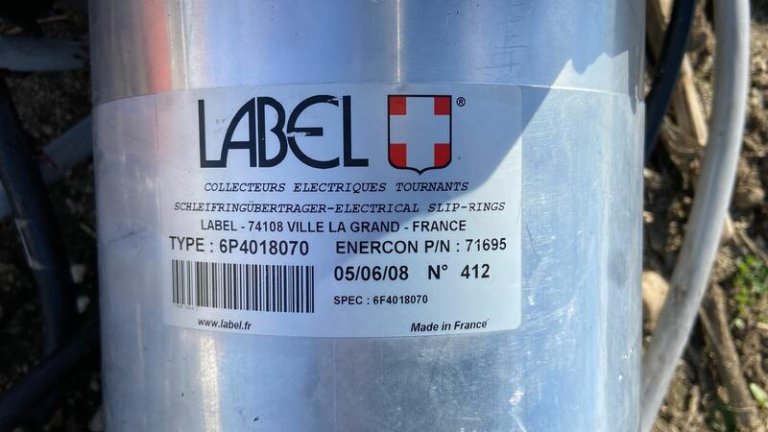 LABEL ®
COLLECTEURS ELECTRIQUES TOURNANTS
SCHLEIFRINGÜBERTRAGER-ELECTRICAL SLIP-RINGS
LABEL - 74108 VILLE LA GRAND - FRANCE
TYPE : 6P4018070 ENERCON P/N : 71695
05/06/08 N° 412
SPEC : 6F4018070
www.label.fr Made in France